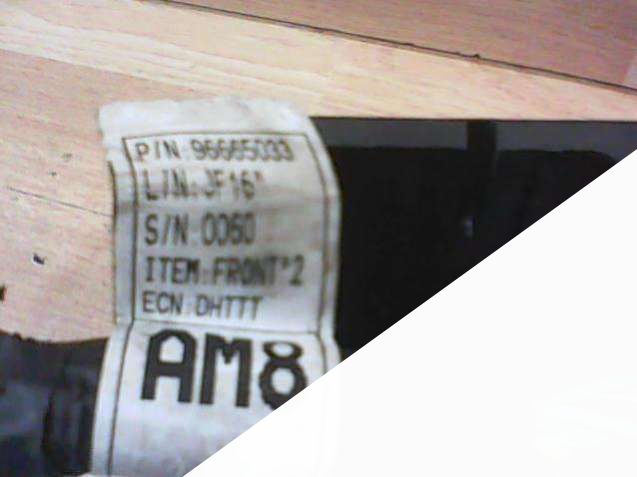 P/N:96665033
L/N:JF16"
S/N:0060
ITEM:FRONT*2
ECN:DHTTT
AM8